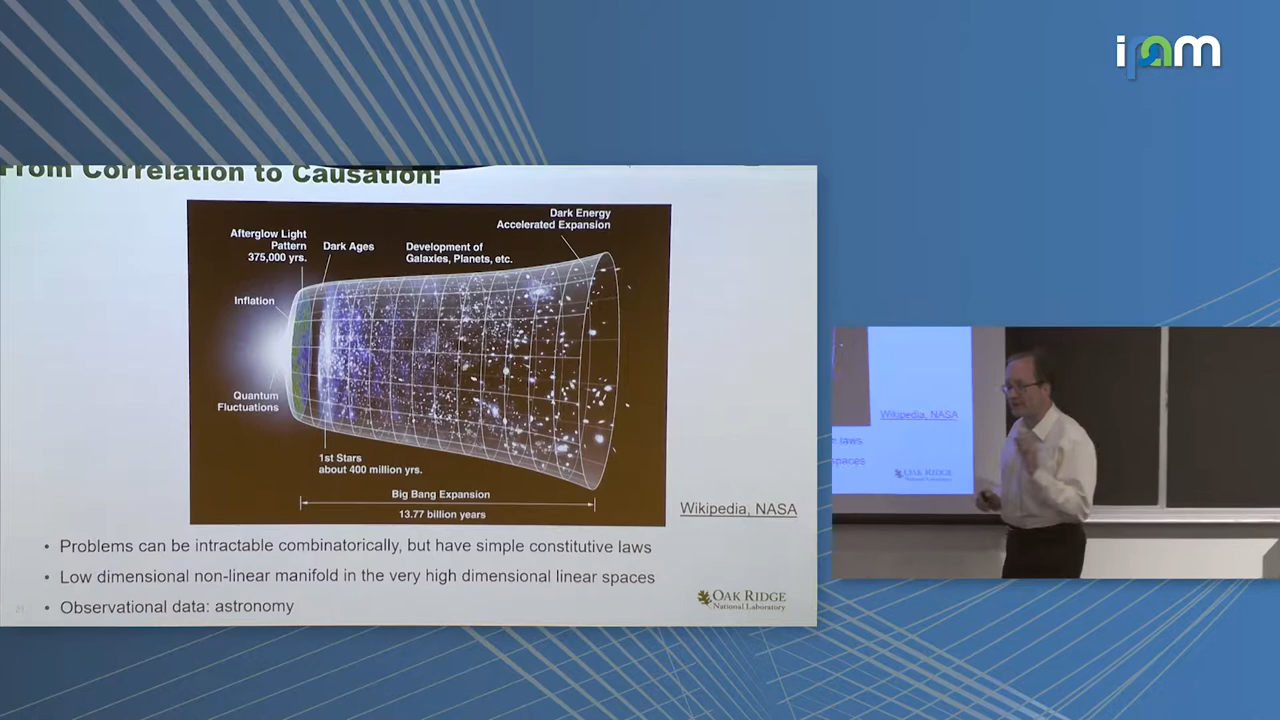 ipam
From Correlation to Causation:
Dark Energy
Accelerated Expansion
Afterglow Light
Pattern
375,000 yrs.
Dark Ages
Development of
Galaxies, Planets, etc.
Inflation
Quantum
Fluctuations
1st Stars
about 400 million yrs.
Big Bang Expansion
13.77 billion years
Wikipedia, NASA
• Problems can be intractable combinatorically, but have simple constitutive laws
• Low dimensional non-linear manifold in the very high dimensional linear spaces
• Observational data: astronomy
OAK RIDGE
National Laboratory
Wikipedia, NASA
laws
spaces
OAK RIDGE